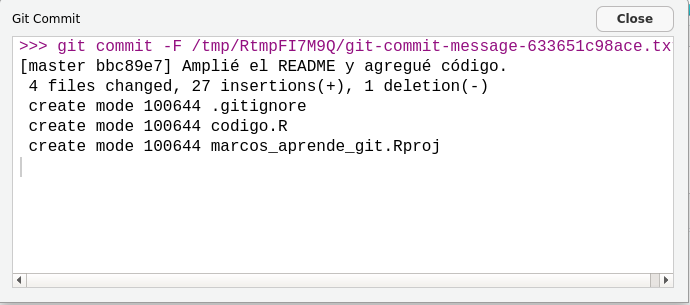 Git Commit
Close
>>> git commit -F /tmp/RtmpFI7M9Q/git-commit-message-633651c98ace.tx
[master bbc89e7] Amplié el README y agregué código.
4 files changed, 27 insertions(+), 1 deletion(-)
create mode 100644 .gitignore
create mode 100644 codigo.R
create mode 100644 marcos_aprende_git.Rproj